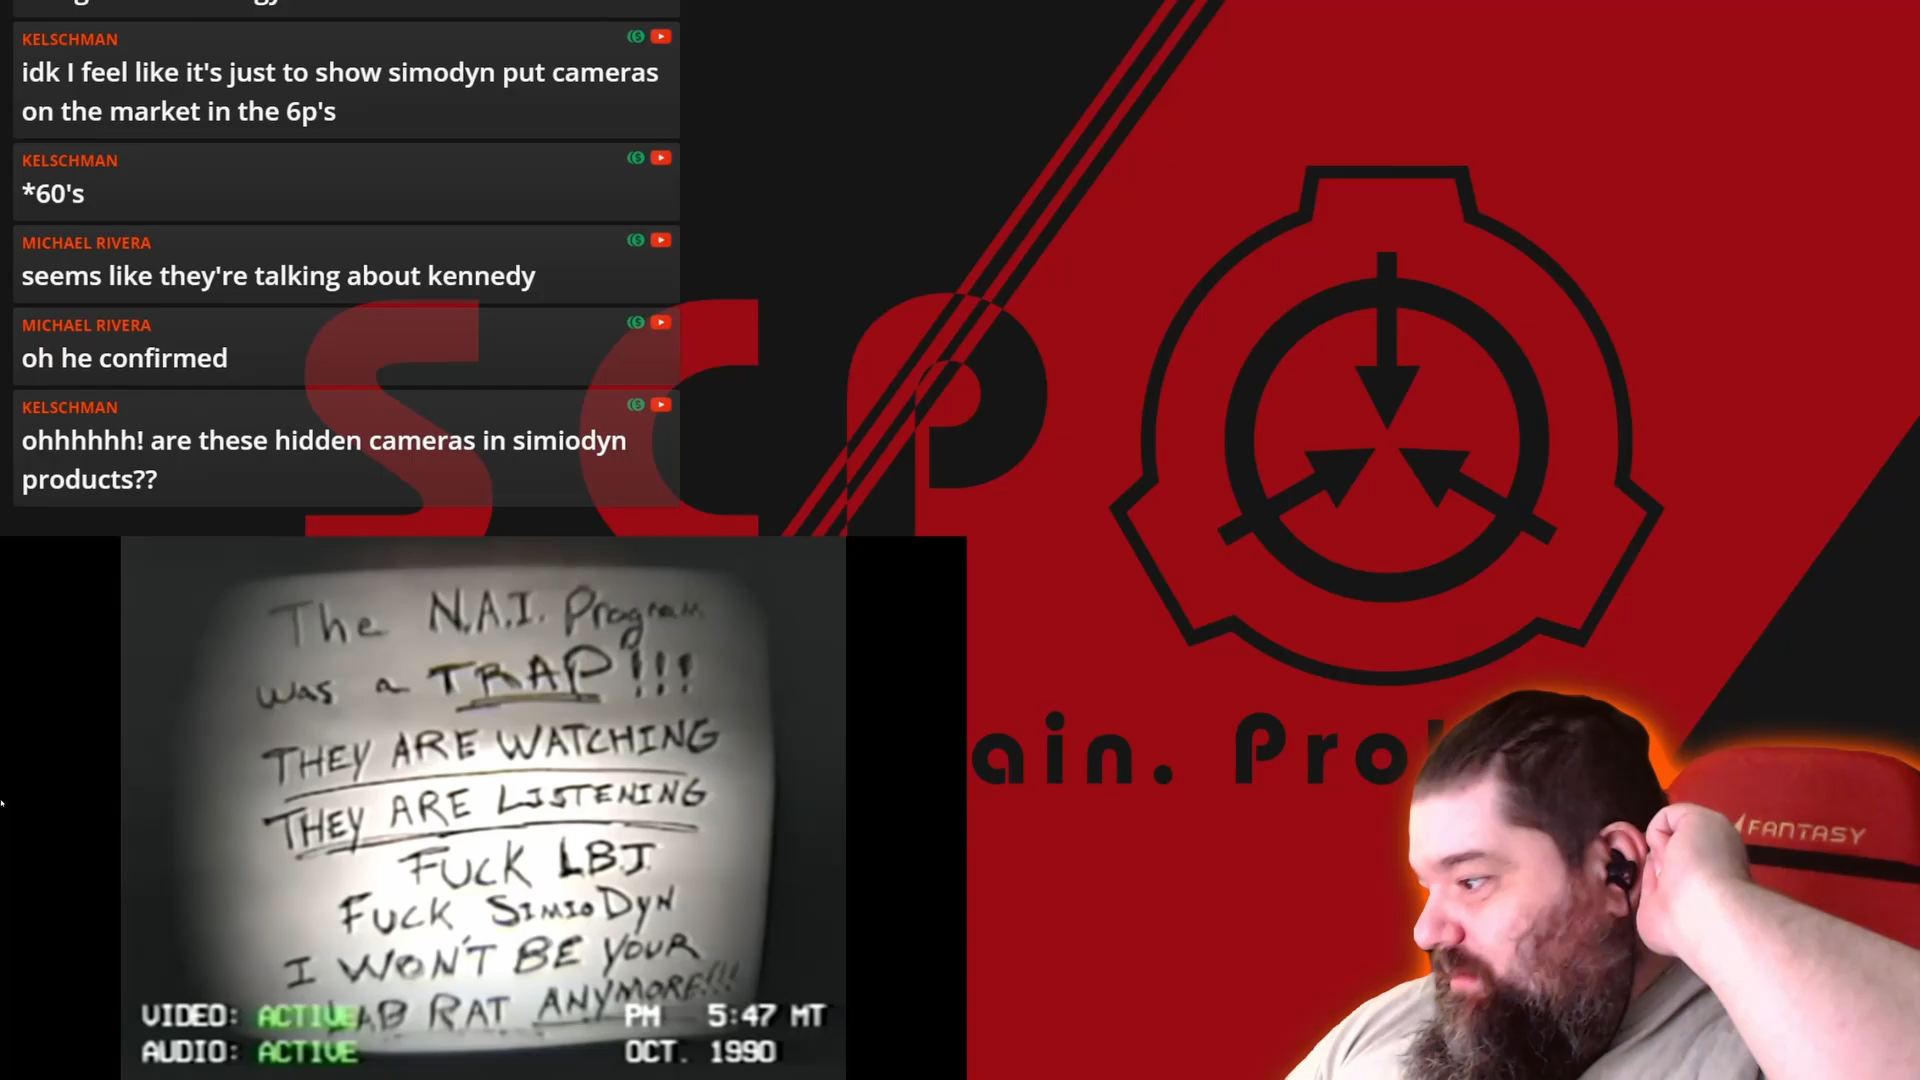 KELSCHMAN
idk I feel like it's just to show simodyn put cameras
on the market in the 6p's
KELSCHMAN
*60's
MICHAEL RIVERA
seems like they're talking about kennedy
MICHAEL RIVERA
oh he confirmed
KELSCHMAN
ohhhhhh! are these hidden cameras in simiodyn
products??
SCP
ain. Pro
FANTASY
The N.A.I. Program
was a TRAP!!!
THEY ARE WATCHING
THEY ARE LISTENING
FUCK LBJ
FUCK SIMIODYN
I WON'T BE YOUR
LAB RAT ANYMORE!!!
VIDEO: ACTIVE PM 5:47 MT
AUDIO: ACTIVE OCT. 1990